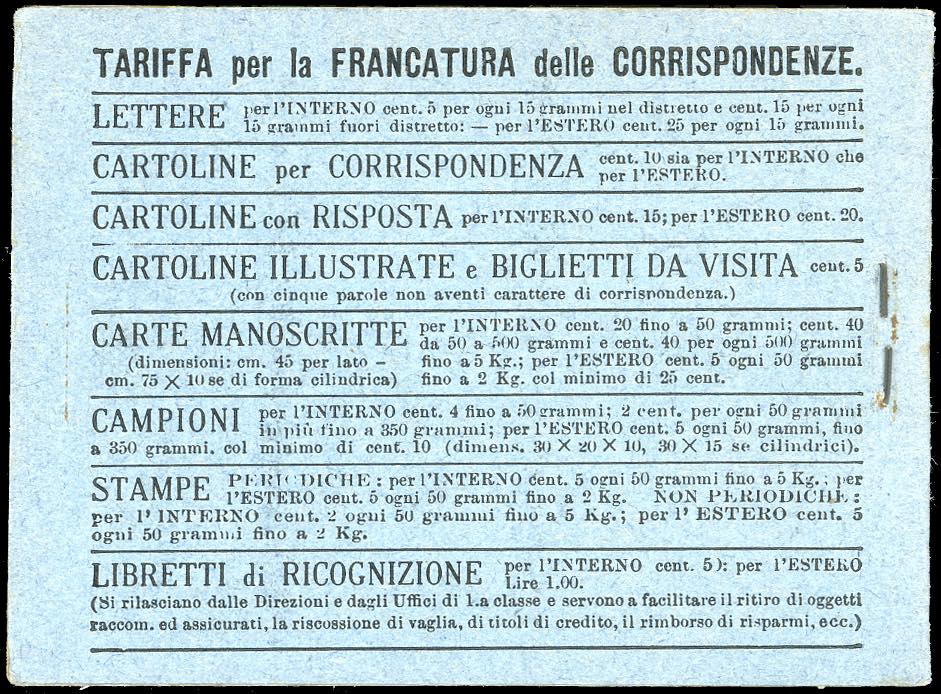 TARIFFA per la FRANCATURA delle CORRISPONDENZE.
LETTERE per l'INTERNO cent. 5 per ogni 15 grammi nel distretto e cent. 15 per ogni
15 grammi fuori distretto: — per l'ESTERO cent. 25 per ogni 15 grammi.
CARTOLINE per CORRISPONDENZA cent. 10 sia per l'INTERNO che
per l'ESTERO.
CARTOLINE con RISPOSTA per l'INTERNO cent. 15; per l'ESTERO cent. 20.
CARTOLINE ILLUSTRATE e BIGLIETTI DA VISITA cent. 5
(con cinque parole non aventi carattere di corrispondenza.)
CARTE MANOSCRITTE per l'INTERNO cent. 20 fino a 50 grammi; cent. 40
da 50 a 500 grammi e cent. 40 per ogni 500 grammi
(dimensioni: cm. 45 per lato – fino a 5 Kg.; per l'ESTERO cent. 5 ogni 50 grammi
cm. 75 X 10 se di forma cilindrica) fino a 2 Kg. col minimo di 25 cent.
CAMPIONI per l'INTERNO cent. 4 fino a 50 grammi; 2 cent. per ogni 50 grammi
in più fino a 350 grammi; per l'ESTERO cent. 5 ogni 50 grammi, fino
a 350 grammi. col minimo di cent. 10 (dimens. 30 X 20 X 10, 30 X 15 se cilindrici).
STAMPE PERIODICHE: per l'INTERNO cent. 5 ogni 50 grammi fino a 5 Kg.; per
l'ESTERO cent. 5 ogni 50 grammi fino a 2 Kg. NON PERIODICHE:
per l' INTERNO cent. 2 ogni 50 grammi fino a 5 Kg.; per l' ESTERO cent. 5
ogni 50 grammi fino a 2 Kg.
LIBRETTI di RICOGNIZIONE per l'INTERNO cent. 5): per l'ESTERO
Lire 1.00.
(Si rilasciano dalle Direzioni e dagli Uffici di 1.a classe e servono a facilitare il ritiro di oggetti
raccom. ed assicurati, la riscossione di vaglia, di titoli di credito, il rimborso di risparmi, ecc.)